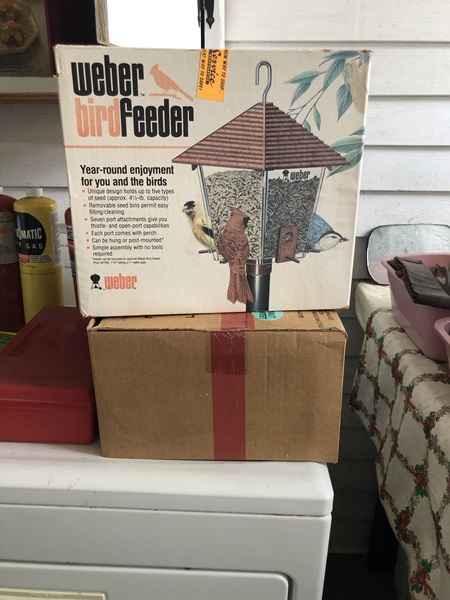 weber
birdfeeder
Year-round enjoyment
for you and the birds
• Unique design holds up to five types
of seed (approx. 4½-lb. capacity)
• Removable seed bins permit easy
filling/cleaning
• Seven port attachments give you
thistle- and open-port capabilities
• Each port comes with perch
• Can be hung or post-mounted*
• Simple assembly with no tools
required
weber
weber
MATIC
GAS